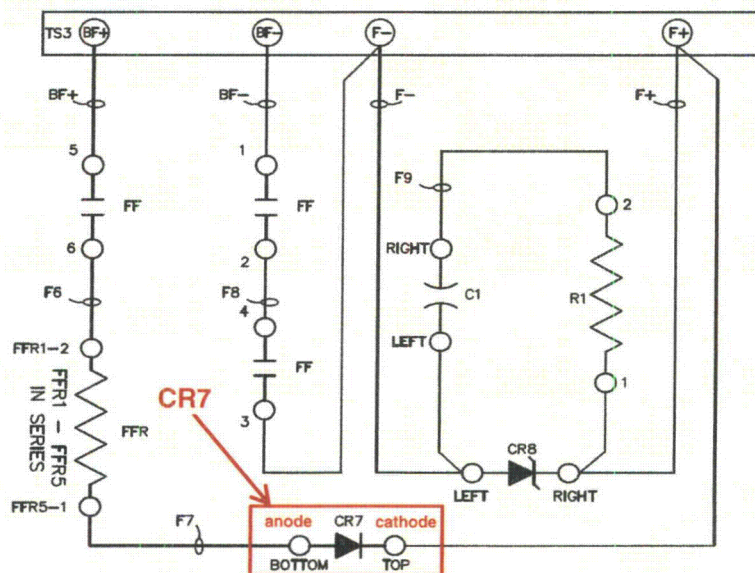 TS3 BF+ BF- F- F+
BF+ BF- F- F+
5 1
F9 2
FF FF
RIGHT
6 2
C1 R1
F6 F8
4
LEFT
FFR1-2
FF 1
CR7
3
FFR1 - FFR5
IN SERIES
FFR
CR8
LEFT RIGHT
FFR5-1
F7 anode CR7 cathode
BOTTOM TOP